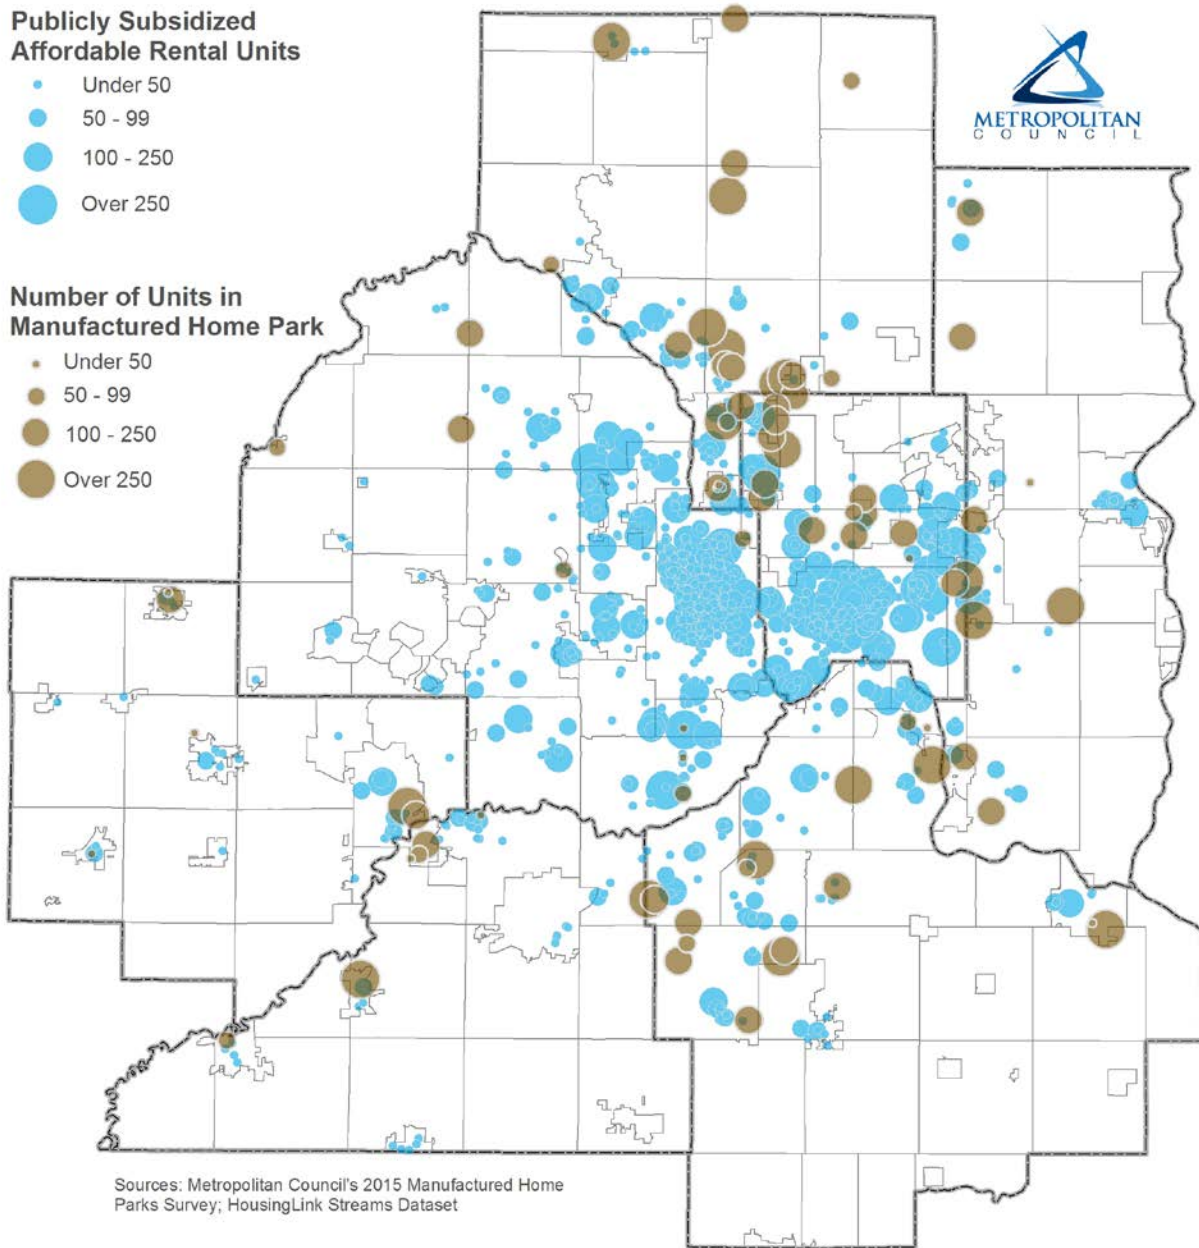 Publicly Subsidized
Affordable Rental Units
Under 50
50 - 99
100 - 250
Over 250
METROPOLITAN
COUNCIL
Number of Units in
Manufactured Home Park
Under 50
50 - 99
100 - 250
Over 250
Sources: Metropolitan Council's 2015 Manufactured Home
Parks Survey; HousingLink Streams Dataset